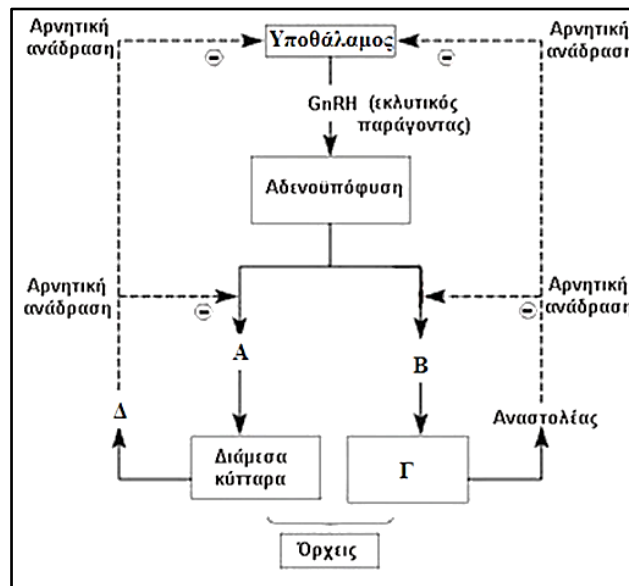 Αρνητική
ανάδραση
Υποθάλαμος
Αρνητική
ανάδραση
GnRH (εκλυτικός
παράγοντας)
Αδενοϋπόφυση
Αρνητική
ανάδραση
Αρνητική
ανάδραση
Α
Β
Δ
Αναστολέας
Διάμεσα
κύτταρα
Γ
Όρχεις